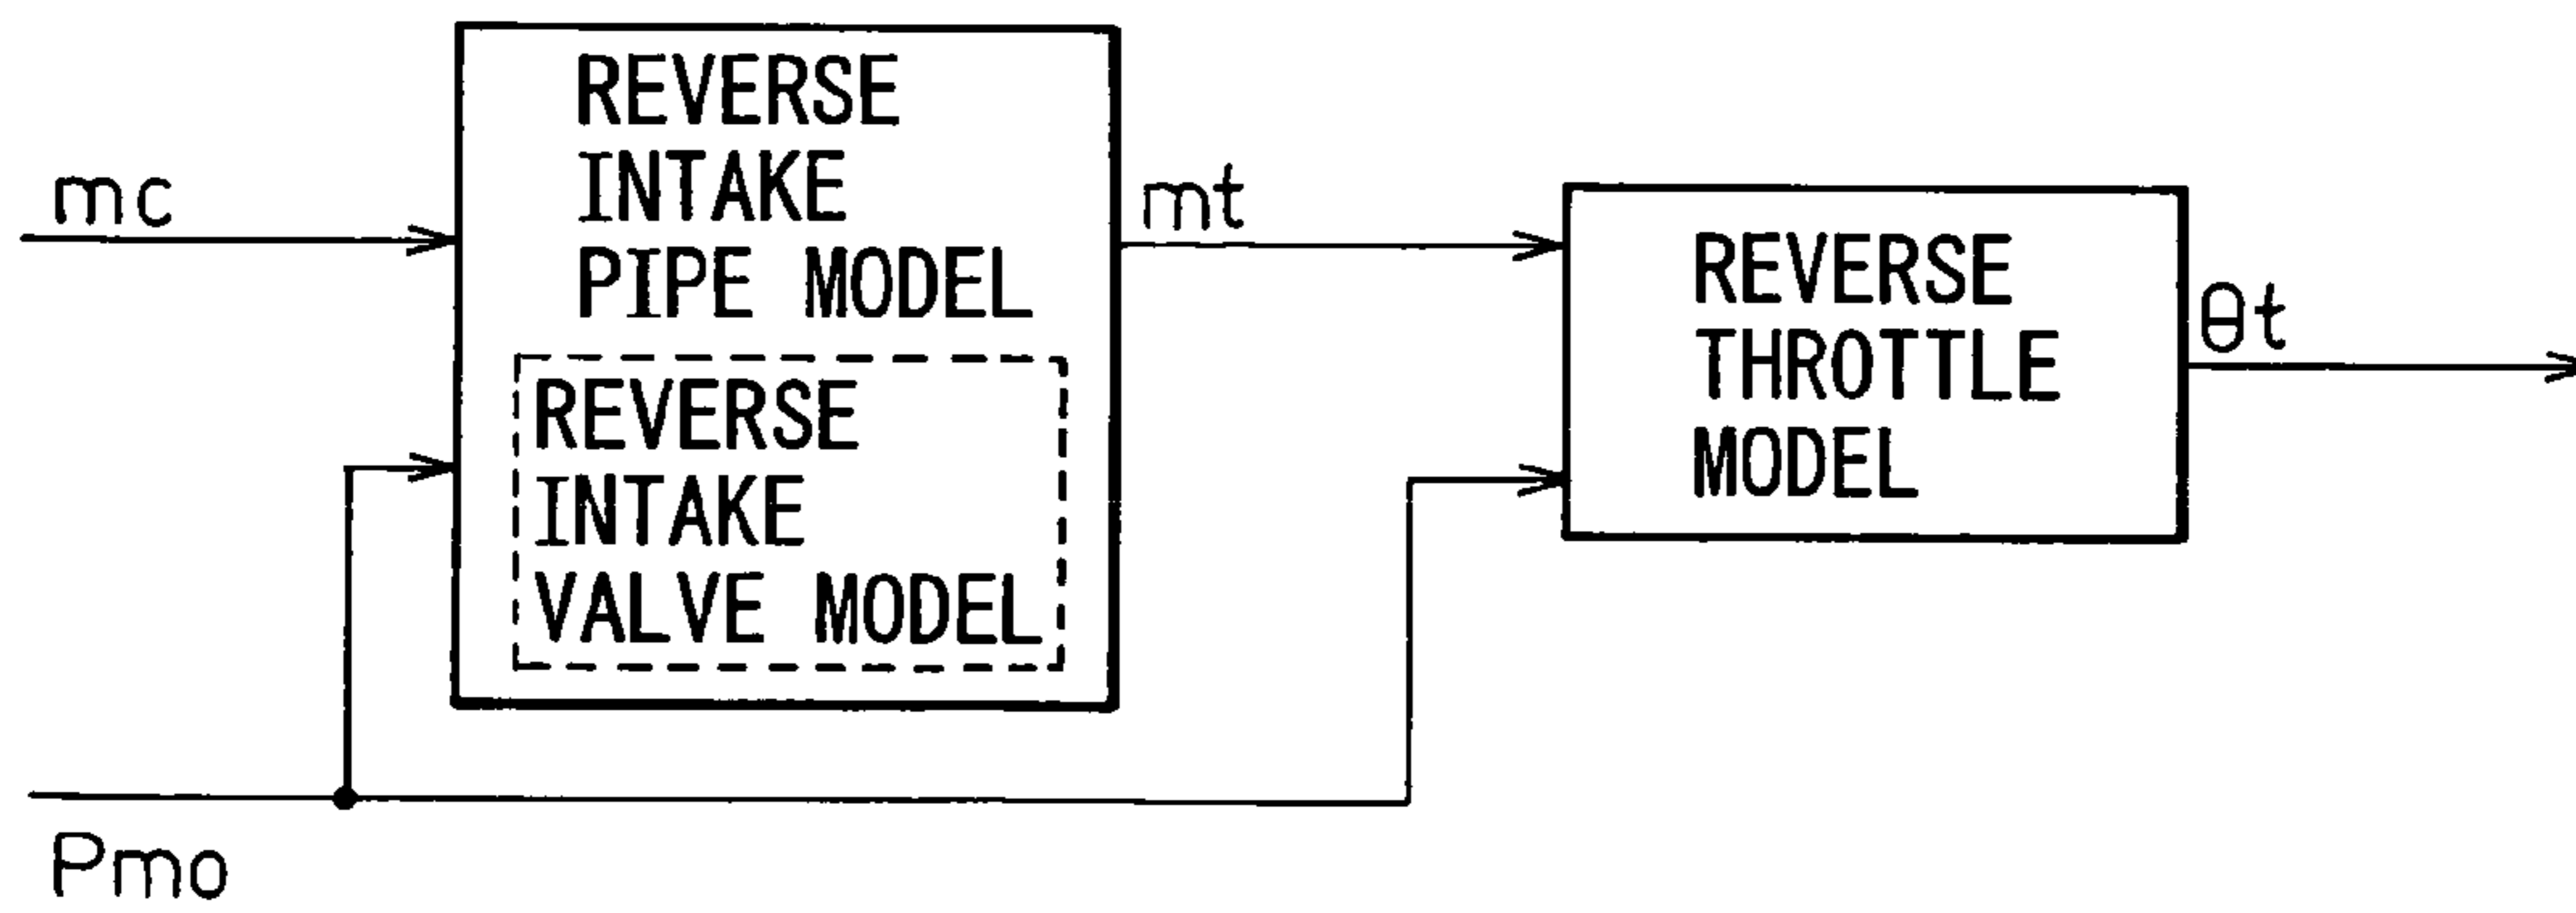 mc
REVERSE
INTAKE
PIPE MODEL
REVERSE
INTAKE
VALVE MODEL
mt
REVERSE
THROTTLE
MODEL
θt
Pmo